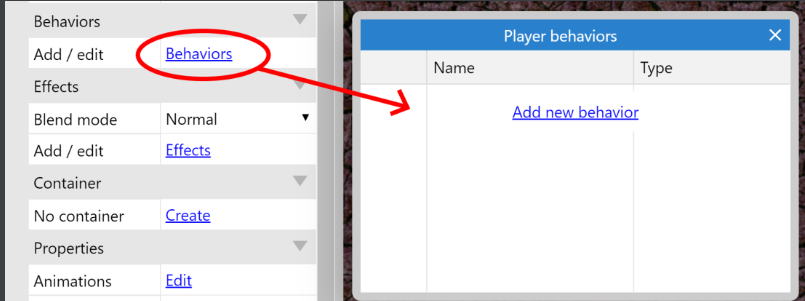 Behaviors
Add / edit Behaviors
Effects
Blend mode Normal
Add / edit Effects
Container
No container Create
Properties
Animations Edit
Player behaviors
Name Type
Add new behavior